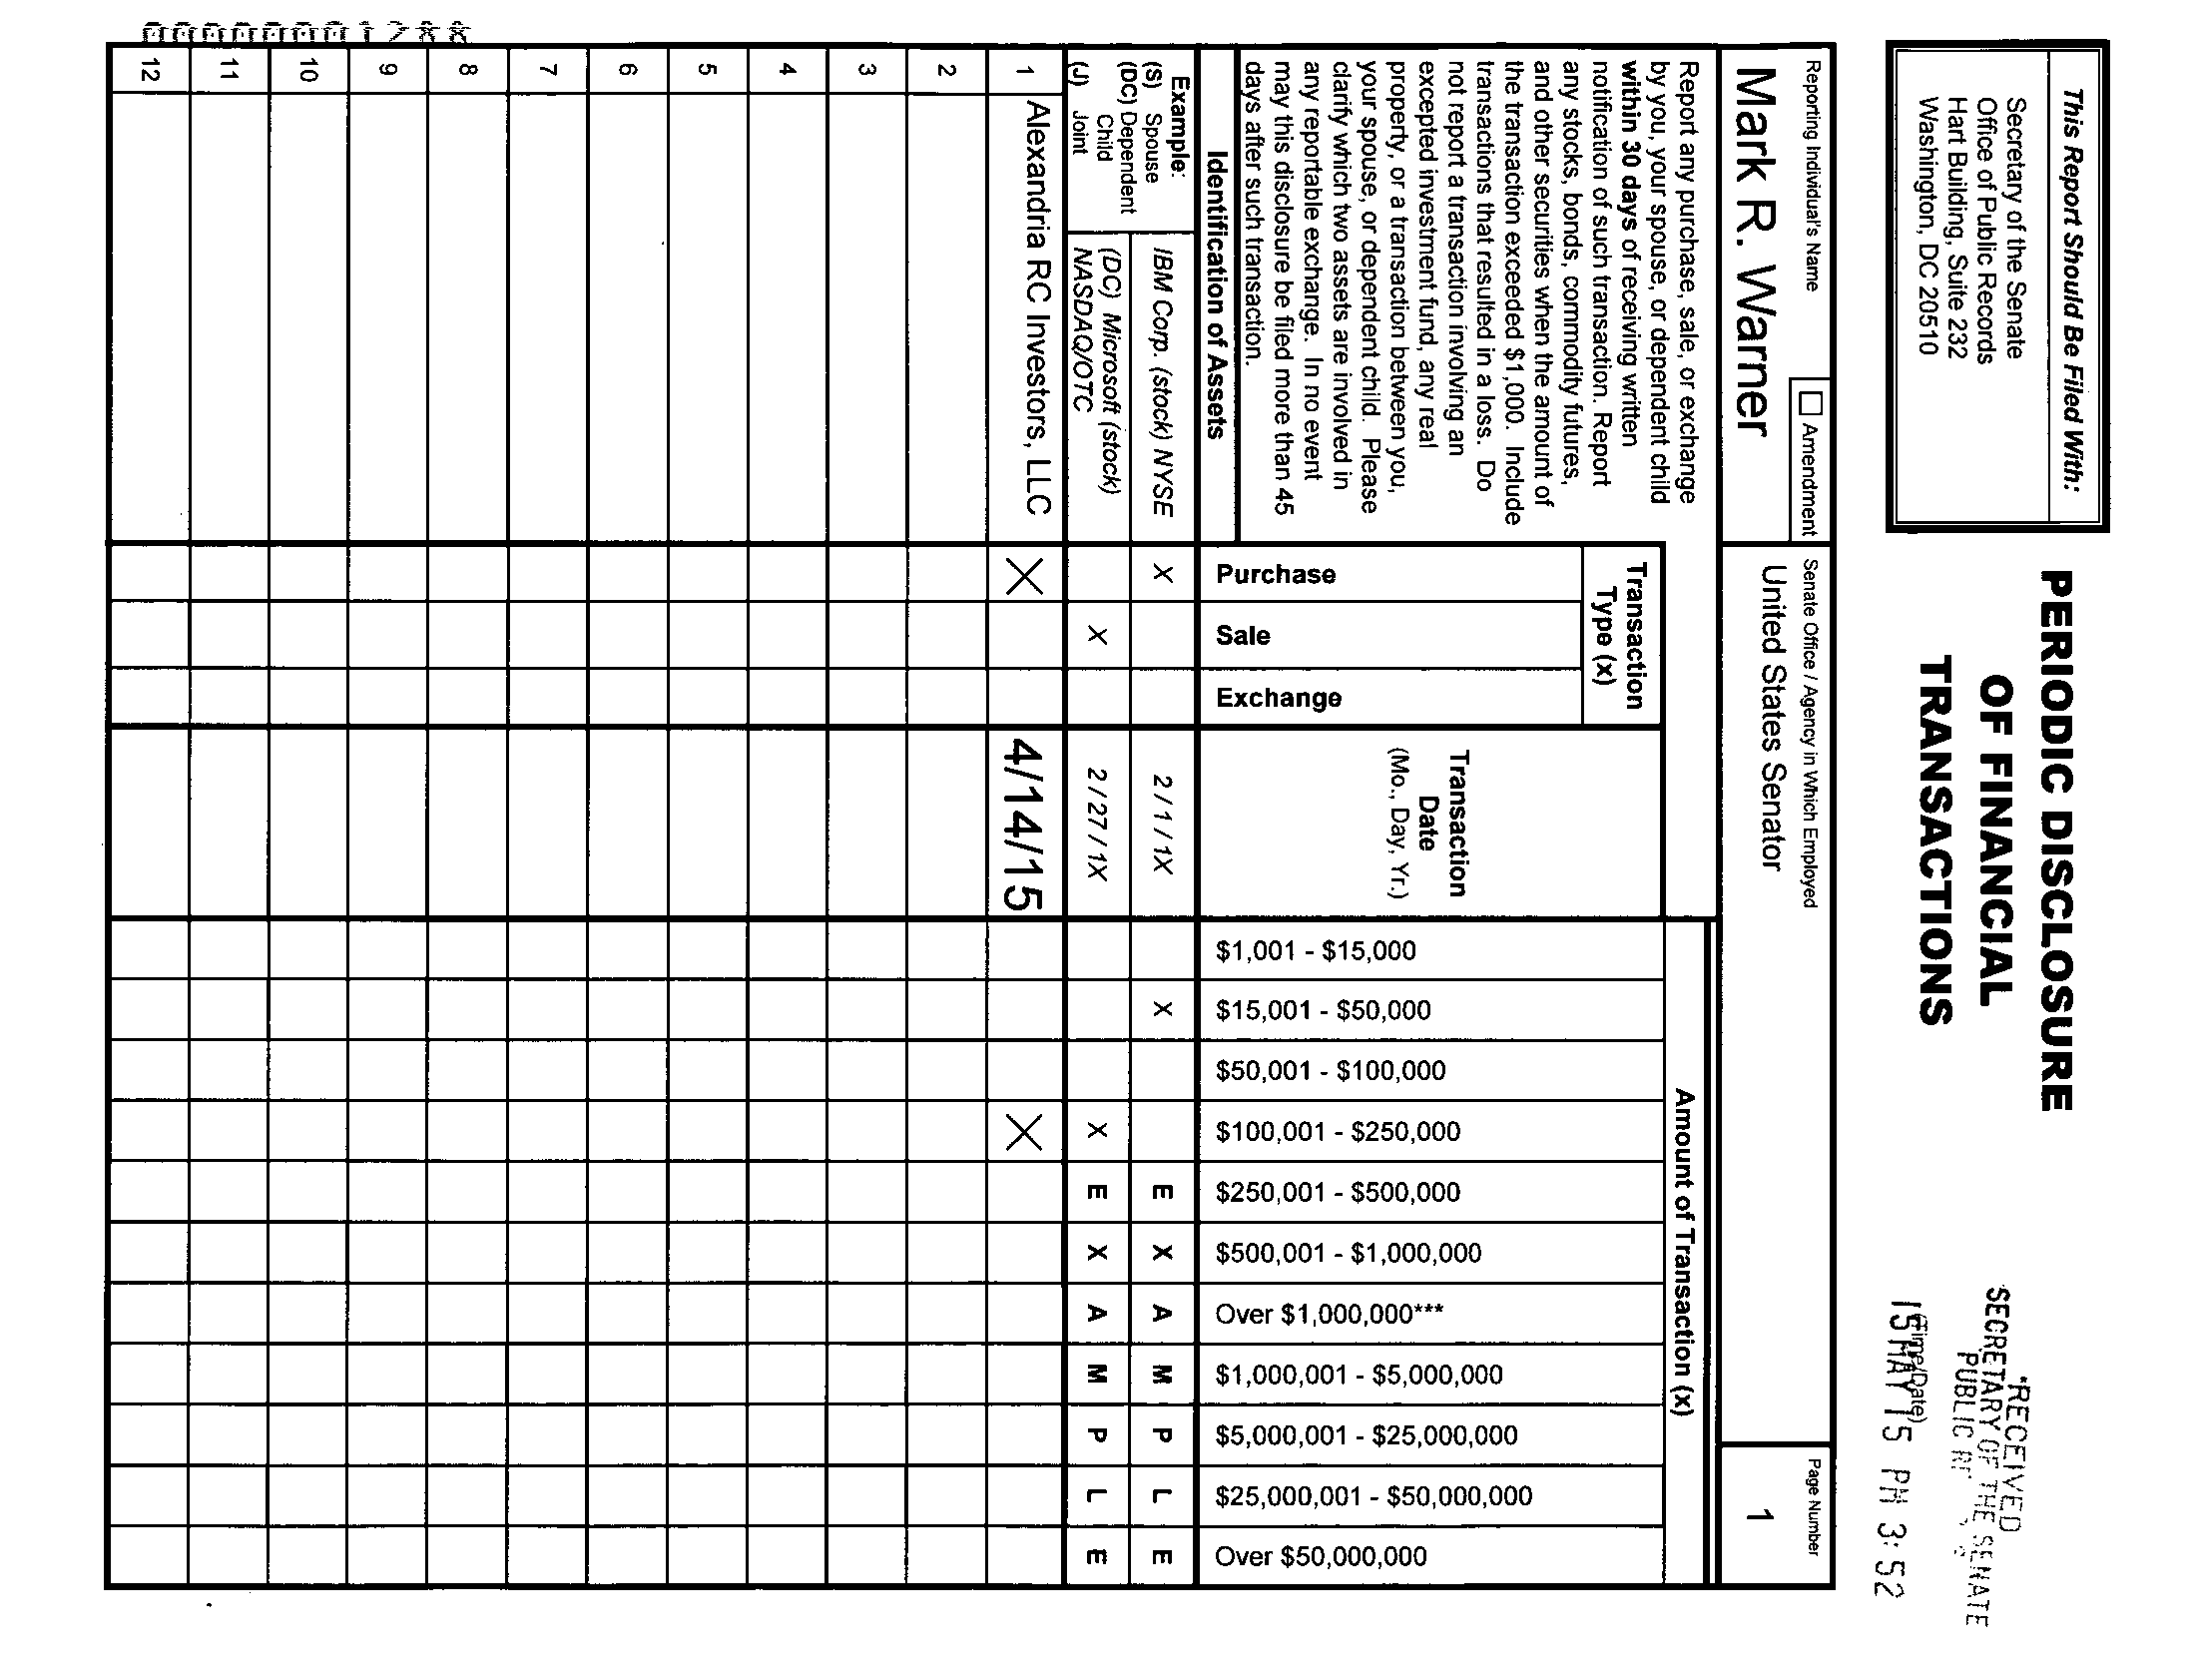 This Report Should Be Filed With:
Secretary of the Senate
Office of Public Records
Hart Building, Suite 232
Washington, DC 20510
PERIODIC DISCLOSURE
OF FINANCIAL
TRANSACTIONS
RECEIVED
SECRETARY OF THE SENATE
PUBLIC
(Time/Date)
15 MAY 15 PM 3:52
Reporting Individual's Name
Mark R. Warner
☐ Amendment
Senate Office / Agency in Which Employed
United States Senator
Page Number
1
Report any purchase, sale, or exchange
by you, your spouse, or dependent child
within 30 days of receiving written
notification of such transaction. Report
any stocks, bonds, commodity futures,
and other securities when the amount of
the transaction exceeded $1,000. Include
transactions that resulted in a loss. Do
not report a transaction involving an
excepted investment fund, any real
property, or a transaction between you,
your spouse, or dependent child. Please
clarify which two assets are involved in
any reportable exchange. In no event
may this disclosure be filed more than 45
days after such transaction.
Identification of Assets
Transaction
Type (x)
Purchase
Sale
Exchange
Transaction
Date
(Mo., Day, Yr.)
Amount of Transaction (x)
$1,001 - $15,000
$15,001 - $50,000
$50,001 - $100,000
$100,001 - $250,000
$250,001 - $500,000
$500,001 - $1,000,000
Over $1,000,000***
$1,000,001 - $5,000,000
$5,000,001 - $25,000,000
$25,000,001 - $50,000,000
Over $50,000,000
Example:
(S) Spouse
(DC) Dependent
Child
(J) Joint
IBM Corp. (stock) NYSE X 2 / 1 / 1X X E X A M P L E
(DC) Microsoft (stock)
NASDAQ/OTC X 2 / 27 / 1X X E X A M P L E
1 Alexandria RC Investors, LLC X 4/14/15 X
2
3
4
5
6
7
8
9
10
11
12